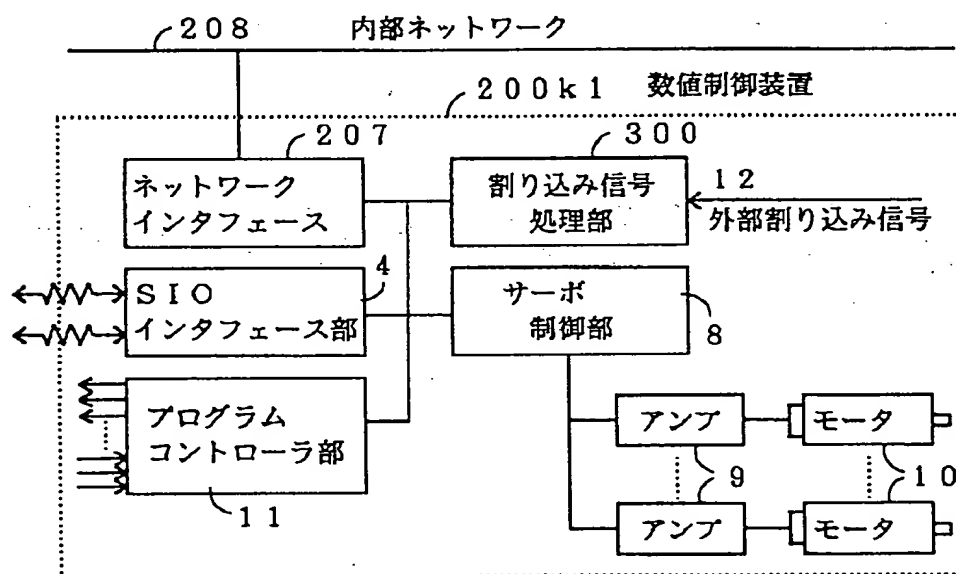 208 内部ネットワーク
200k1 数値制御装置
207
300
ネットワーク
インタフェース
割り込み信号
処理部
12
外部割り込み信号
SIO
インタフェース部
4
サーボ
制御部
8
プログラム
コントローラ部
11
アンプ
モータ
9
10
アンプ
モータ